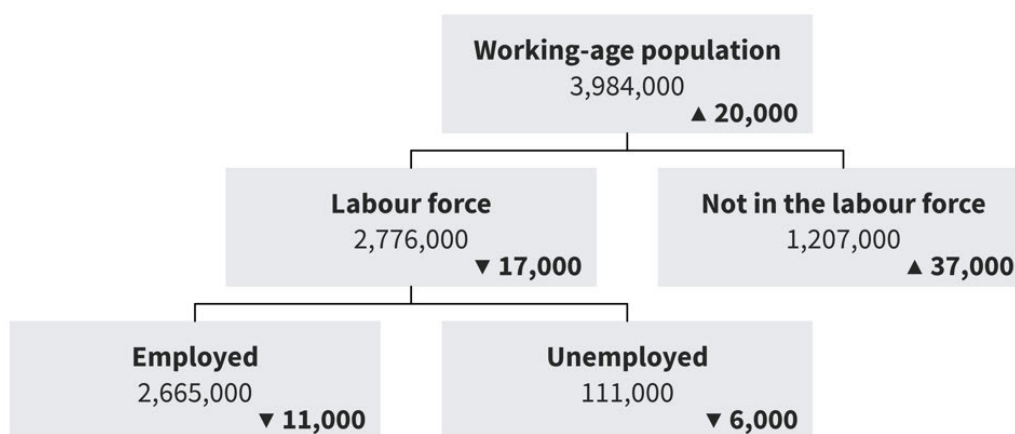 Working-age population
3,984,000
▲ 20,000
Labour force
2,776,000
▼ 17,000
Not in the labour force
1,207,000
▲ 37,000
Employed
2,665,000
▼ 11,000
Unemployed
111,000
▼ 6,000